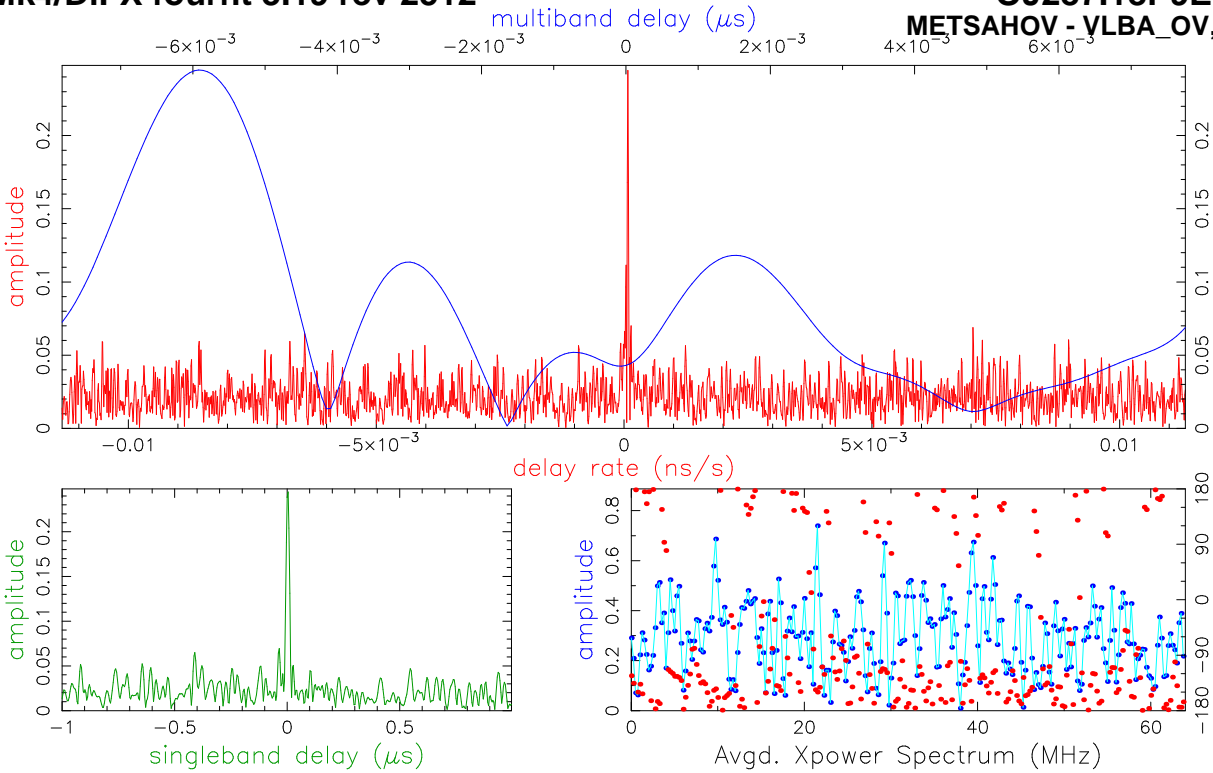 Mk4/DiFX fourfit rev 2812
METSAHOV - VLBA_OV,
multiband delay (μs)
−6×10⁻³ −4×10⁻³ −2×10⁻³ 0 2×10⁻³ 4×10⁻³ 6×10⁻³
amplitude
0 0.05 0.1 0.15 0.2
0 0.05 0.1 0.15 0.2
−0.01 −5×10⁻³ 0 5×10⁻³ 0.01
delay rate (ns/s)
amplitude
0 0.05 0.1 0.15 0.2
−1 −0.5 0 0.5
singleband delay (μs)
amplitude
0 0.2 0.4 0.6 0.8
−180 −90 0 90 180
0 20 40 60
Avgd. Xpower Spectrum (MHz)